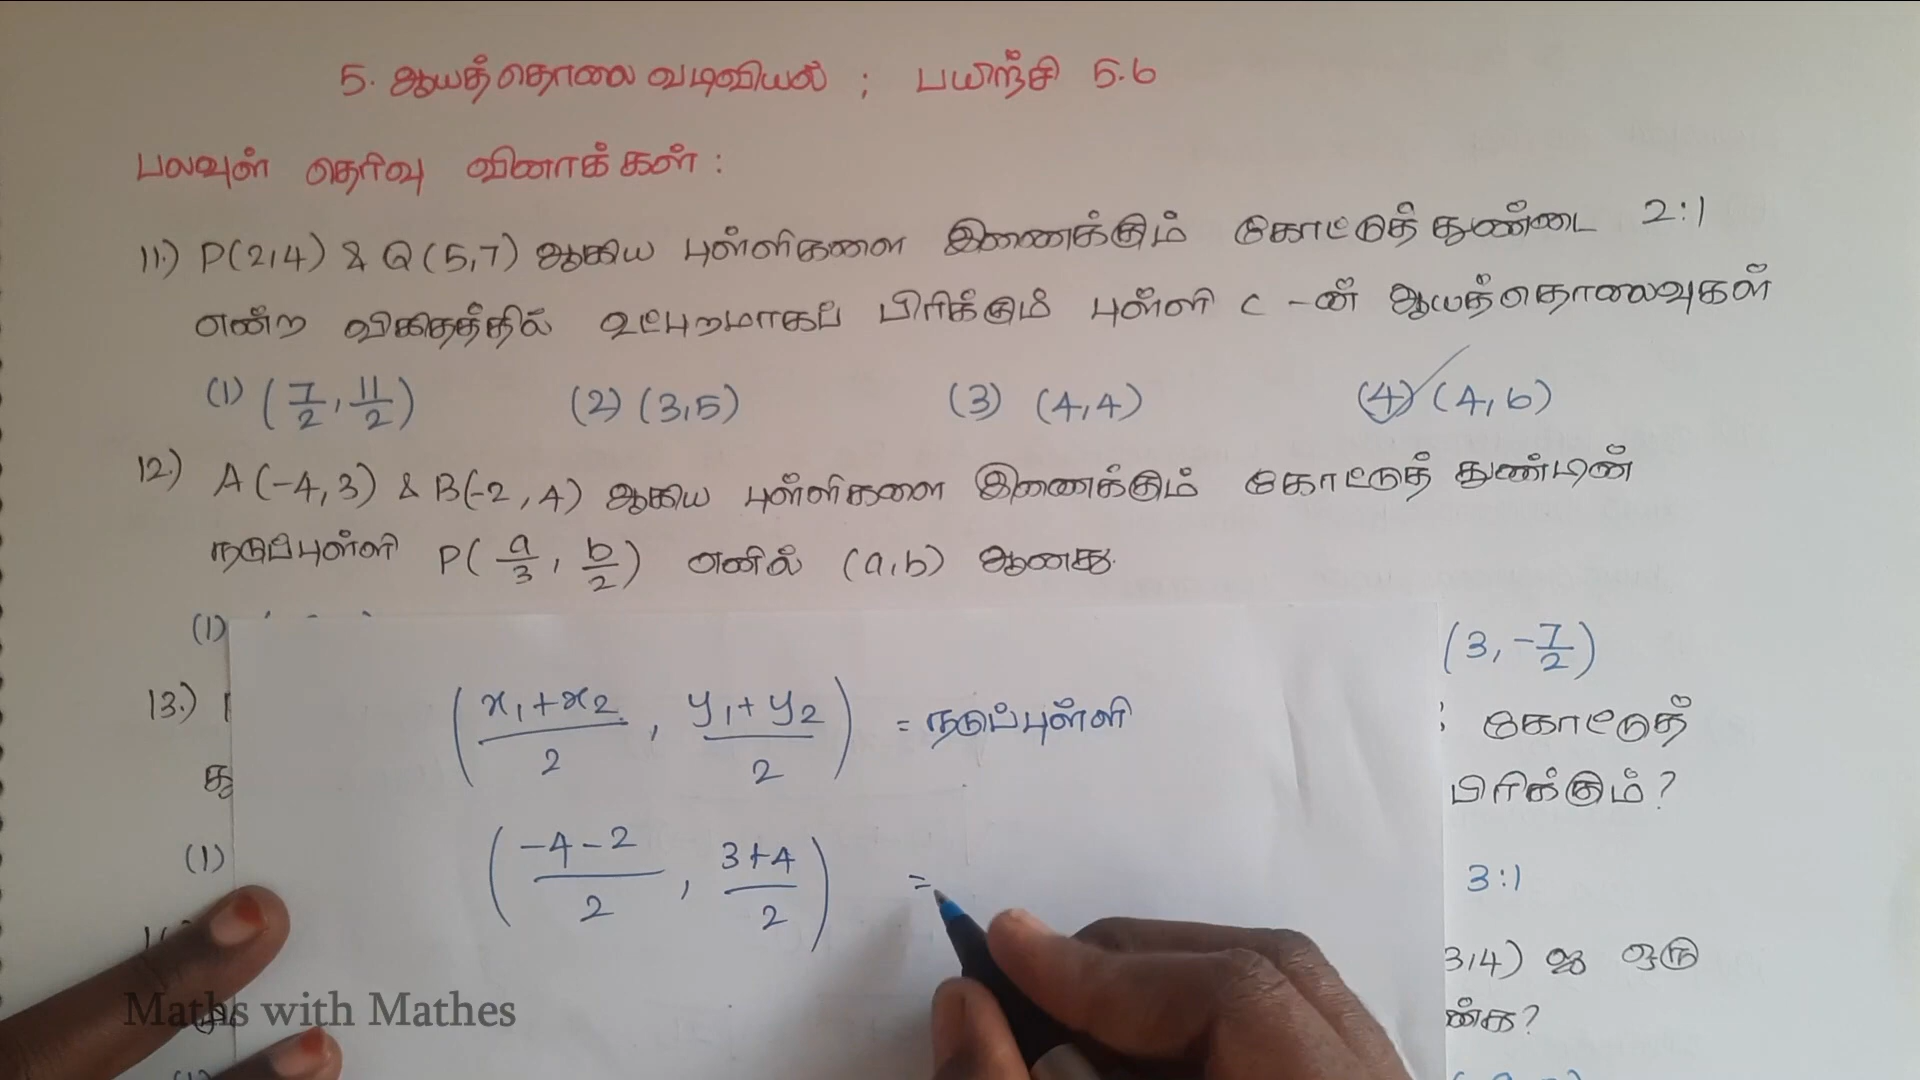 5. ஆயத்தொலை வடிவியல் ; பயிற்சி 5.6
பலவுள் தெரிவு வினாக்கள் :
11.) P(2,4) & Q(5,7) ஆகிய புள்ளிகளை இணைக்கும் கோட்டுத் துண்டை 2:1
என்ற விகிதத்தில் உட்புறமாகப் பிரிக்கும் புள்ளி C -ன் ஆயத்தொலைவுகள்
(1) (7/2, 11/2) (2) (3,5) (3) (4,4) (4) (4,6)
12.) A(-4,3) & B(-2,4) ஆகிய புள்ளிகளை இணைக்கும் கோட்டுத் துண்டின்
நடுப்புள்ளி P(a/3, b/2) எனில் (a,b) ஆனது.
(1) (3, -7/2)
13.) கோட்டுத்
((x₁+x₂)/2, (y₁+y₂)/2) = நடுப்புள்ளி
து பிரிக்கும்?
(1) 3:1
((-4-2)/2, (3+4)/2) =
3,4) ஐ ஒரு
ன்க?
Maths with Mathes